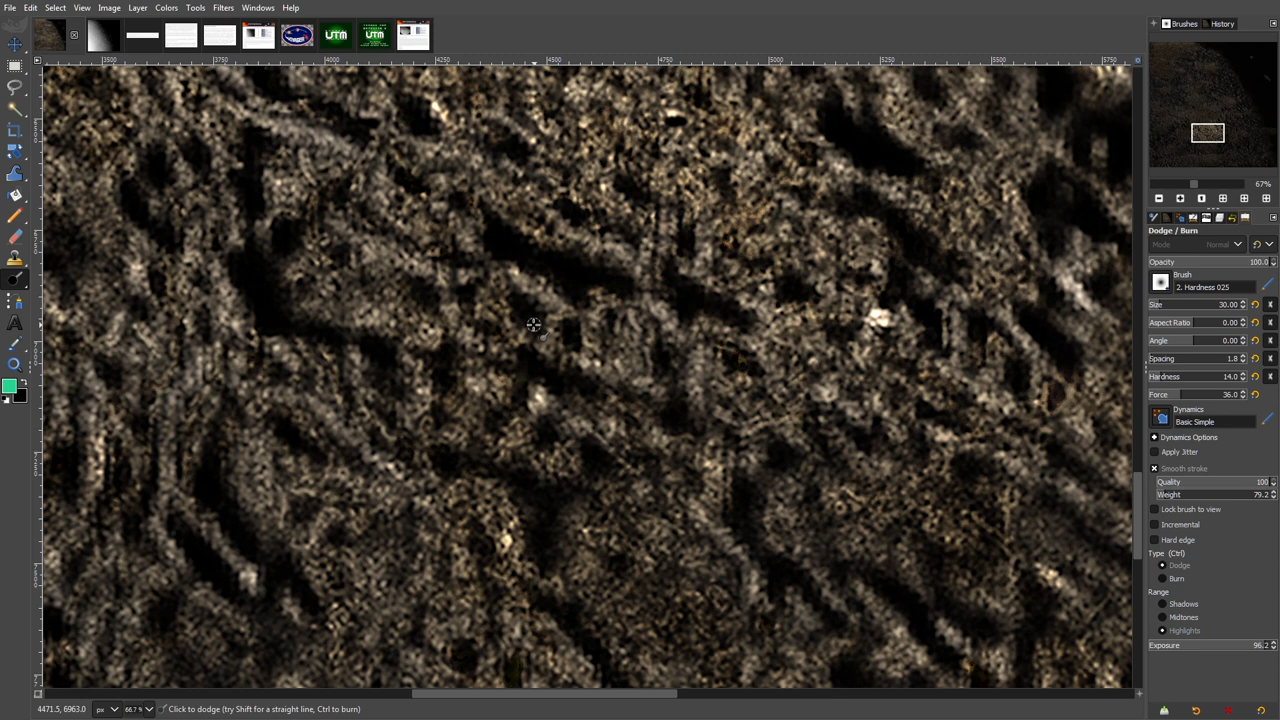 File Edit Select View Image Layer Colors Tools Filters Windows Help
Brushes History
3500 3750 4000 4250 4500 4750 5000 5250 5500 5750
67%
Dodge / Burn
Mode Normal
Opacity 100.0
Brush
2. Hardness 025
Size 30.00
Aspect Ratio 0.00
Angle 0.00
Spacing 1.8
Hardness 14.0
Force 36.0
Dynamics
Basic Simple
Dynamics Options
Apply Jitter
Smooth stroke
Quality 100
Weight 79.2
Lock brush to view
Incremental
Hard edge
Type (Ctrl)
Dodge
Burn
Range
Shadows
Midtones
Highlights
Exposure 96.2
4471.5, 6963.0 px 66.7 % Click to dodge (try Shift for a straight line, Ctrl to burn)